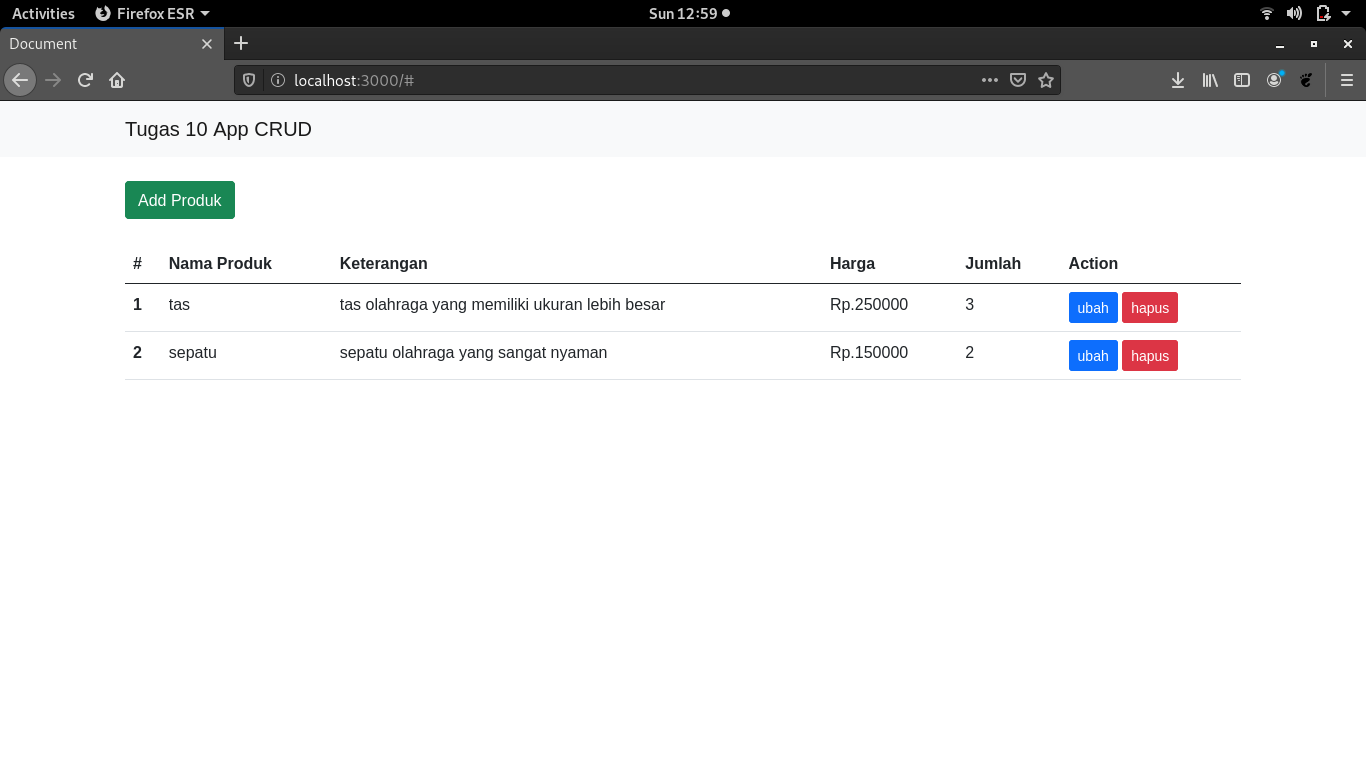 Activities Firefox ESR Sun 12:59
Document
localhost:3000/#
Tugas 10 App CRUD
Add Produk
# Nama Produk Keterangan Harga Jumlah Action
1 tas tas olahraga yang memiliki ukuran lebih besar Rp.250000 3 ubah hapus
2 sepatu sepatu olahraga yang sangat nyaman Rp.150000 2 ubah hapus